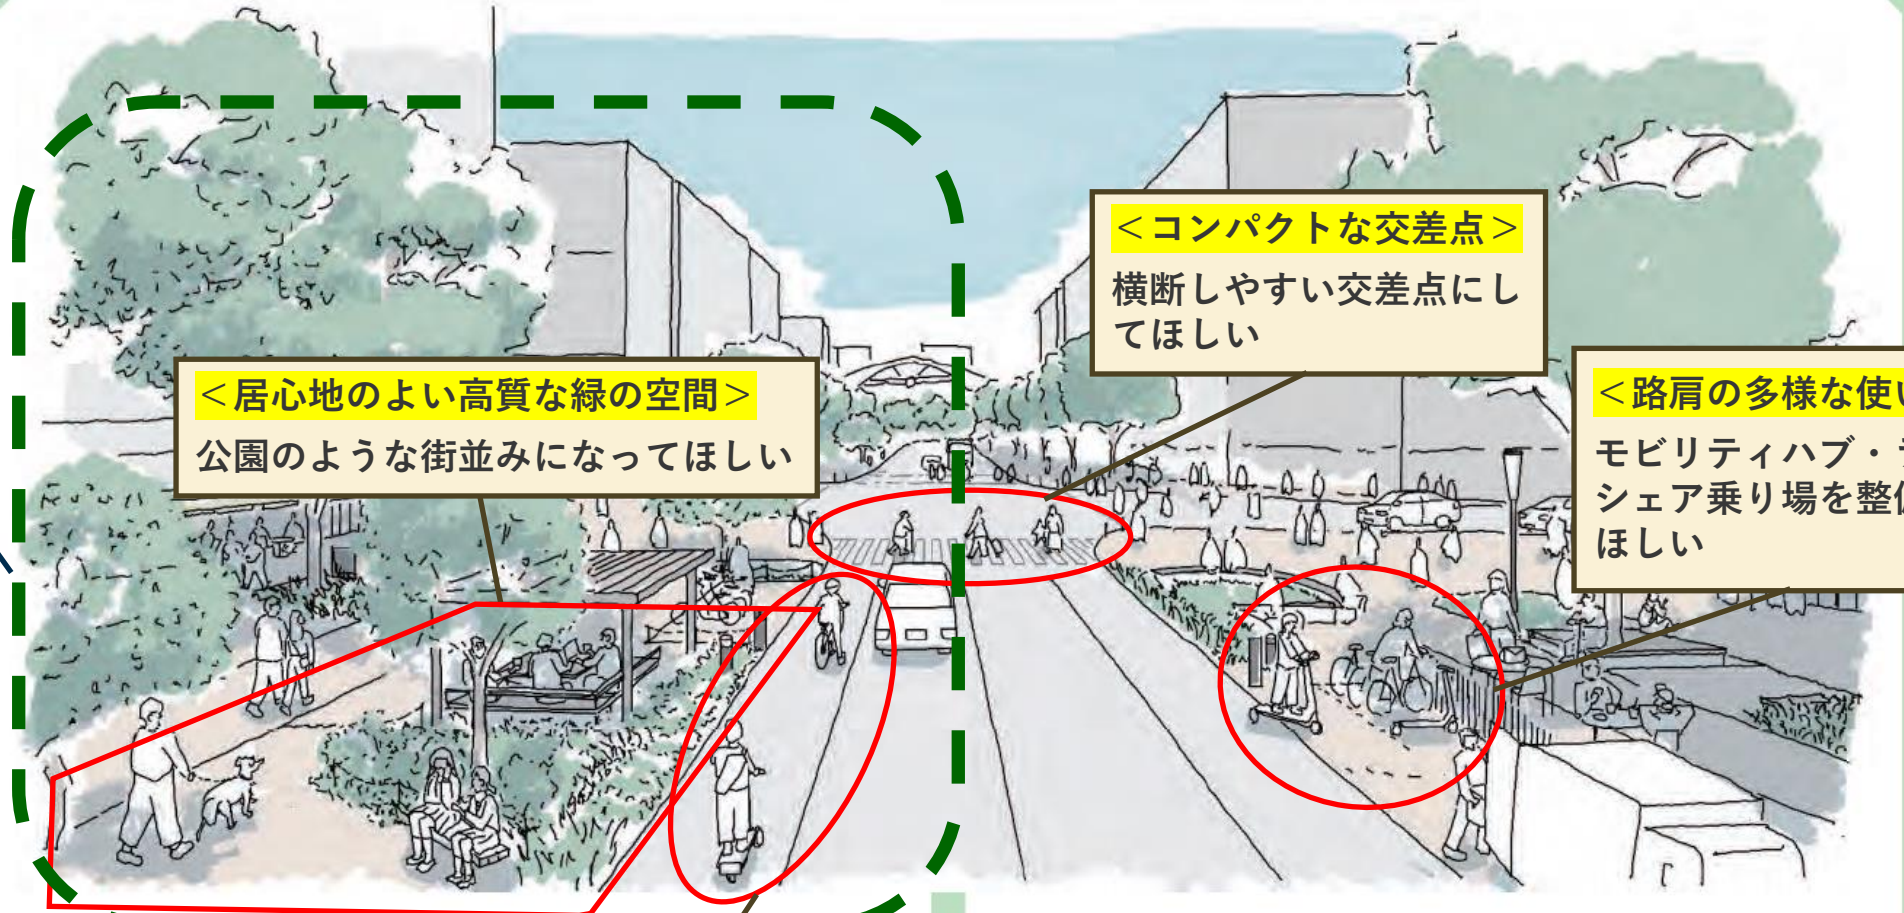 ＜コンパクトな交差点＞
横断しやすい交差点にし
てほしい
＜居心地のよい高質な緑の空間＞
公園のような街並みになってほしい
＜路肩の多様な使い
モビリティハブ・
シェア乗り場を整備
ほしい